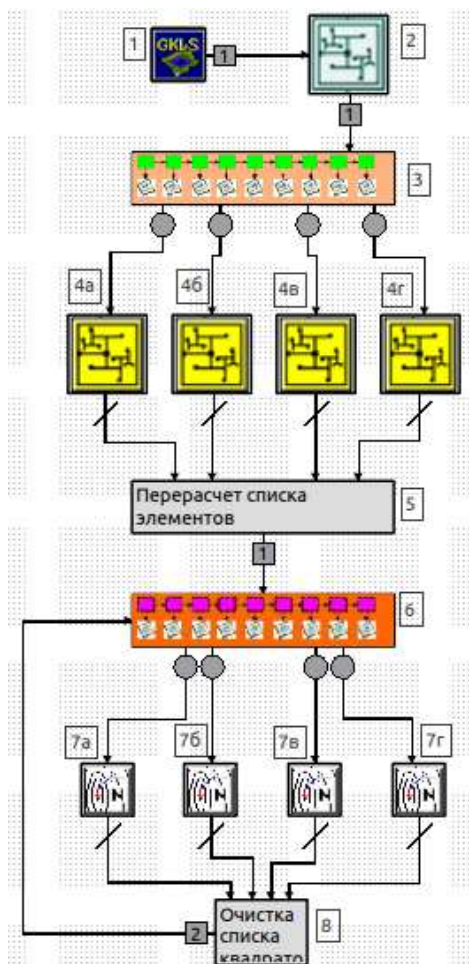 1
GKLS
1
2
1
3
4а
4б
4в
4г
Перерасчет списка
элементов
5
1
6
7а
7б
7в
7г
N
N
N
N
Очистка
списка
квадрато
8
2